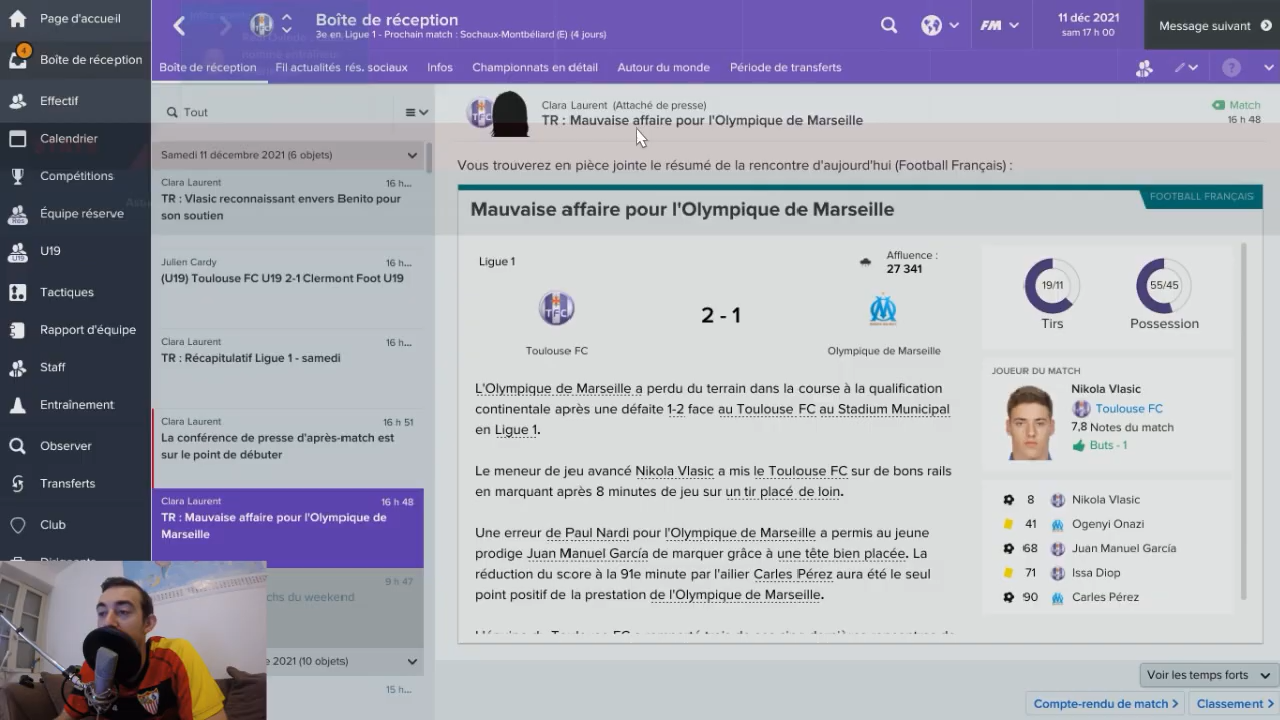 Page d'accueil
4
Boîte de réception
Effectif
Calendrier
Compétitions
Équipe réserve
U19
Tactiques
Rapport d'équipe
Staff
Entraînement
Observer
Transferts
Club
Boîte de réception
3e en Ligue 1 - Prochain match : Sochaux-Montbéliard (E) (4 jours)
FM
11 déc 2021
sam 17 h 00
Message suivant
Boîte de réception
Fil actualités rés. sociaux
Infos
Championnats en détail
Autour du monde
Période de transferts
Tout
Samedi 11 décembre 2021 (6 objets)
Clara Laurent 16 h...
TR : Vlasic reconnaissant envers Benito pour
son soutien
Julien Cardy 16 h...
(U19) Toulouse FC U19 2-1 Clermont Foot U19
Clara Laurent 16 h...
TR : Récapitulatif Ligue 1 - samedi
Clara Laurent 16 h 51
La conférence de presse d'après-match est
sur le point de débuter
Clara Laurent 16 h 48
TR : Mauvaise affaire pour l'Olympique de
Marseille
9 h 47
chs du weekend
e 2021 (10 objets)
15 h...
Clara Laurent (Attaché de presse)
TR : Mauvaise affaire pour l'Olympique de Marseille
Match
16 h 48
Vous trouverez en pièce jointe le résumé de la rencontre d'aujourd'hui (Football Français) :
FOOTBALL FRANÇAIS
Mauvaise affaire pour l'Olympique de Marseille
Ligue 1
Affluence :
27 341
2 - 1
Toulouse FC
Olympique de Marseille
L'Olympique de Marseille a perdu du terrain dans la course à la qualification
continentale après une défaite 1-2 face au Toulouse FC au Stadium Municipal
en Ligue 1.
Le meneur de jeu avancé Nikola Vlasic a mis le Toulouse FC sur de bons rails
en marquant après 8 minutes de jeu sur un tir placé de loin.
Une erreur de Paul Nardi pour l'Olympique de Marseille a permis au jeune
prodige Juan Manuel García de marquer grâce à une tête bien placée. La
réduction du score à la 91e minute par l'ailier Carles Pérez aura été le seul
point positif de la prestation de l'Olympique de Marseille.
19/11
55/45
Tirs
Possession
JOUEUR DU MATCH
Nikola Vlasic
Toulouse FC
7,8 Notes du match
Buts - 1
8 Nikola Vlasic
41 Ogenyi Onazi
68 Juan Manuel García
71 Issa Diop
90 Carles Pérez
Voir les temps forts
Compte-rendu de match
Classement